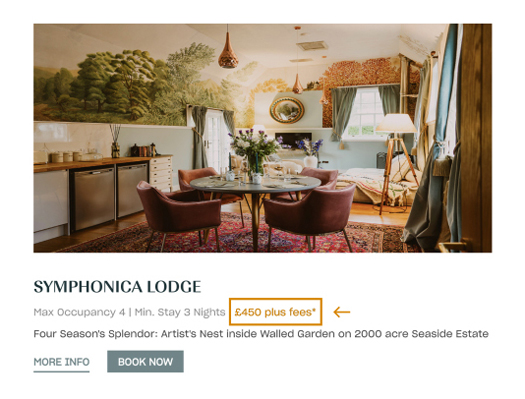 SYMPHONICA LODGE
Max Occupancy 4 | Min. Stay 3 Nights £450 plus fees*
Four Season's Splendor: Artist's Nest inside Walled Garden on 2000 acre Seaside Estate
MORE INFO BOOK NOW